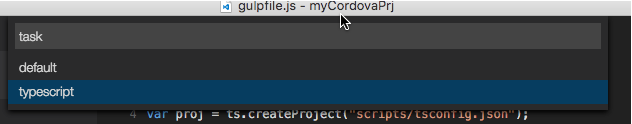 gulpfile.js - myCordovaPrj
task
default
typescript
4 var proj = ts.createProject("scripts/tsconfig.json");